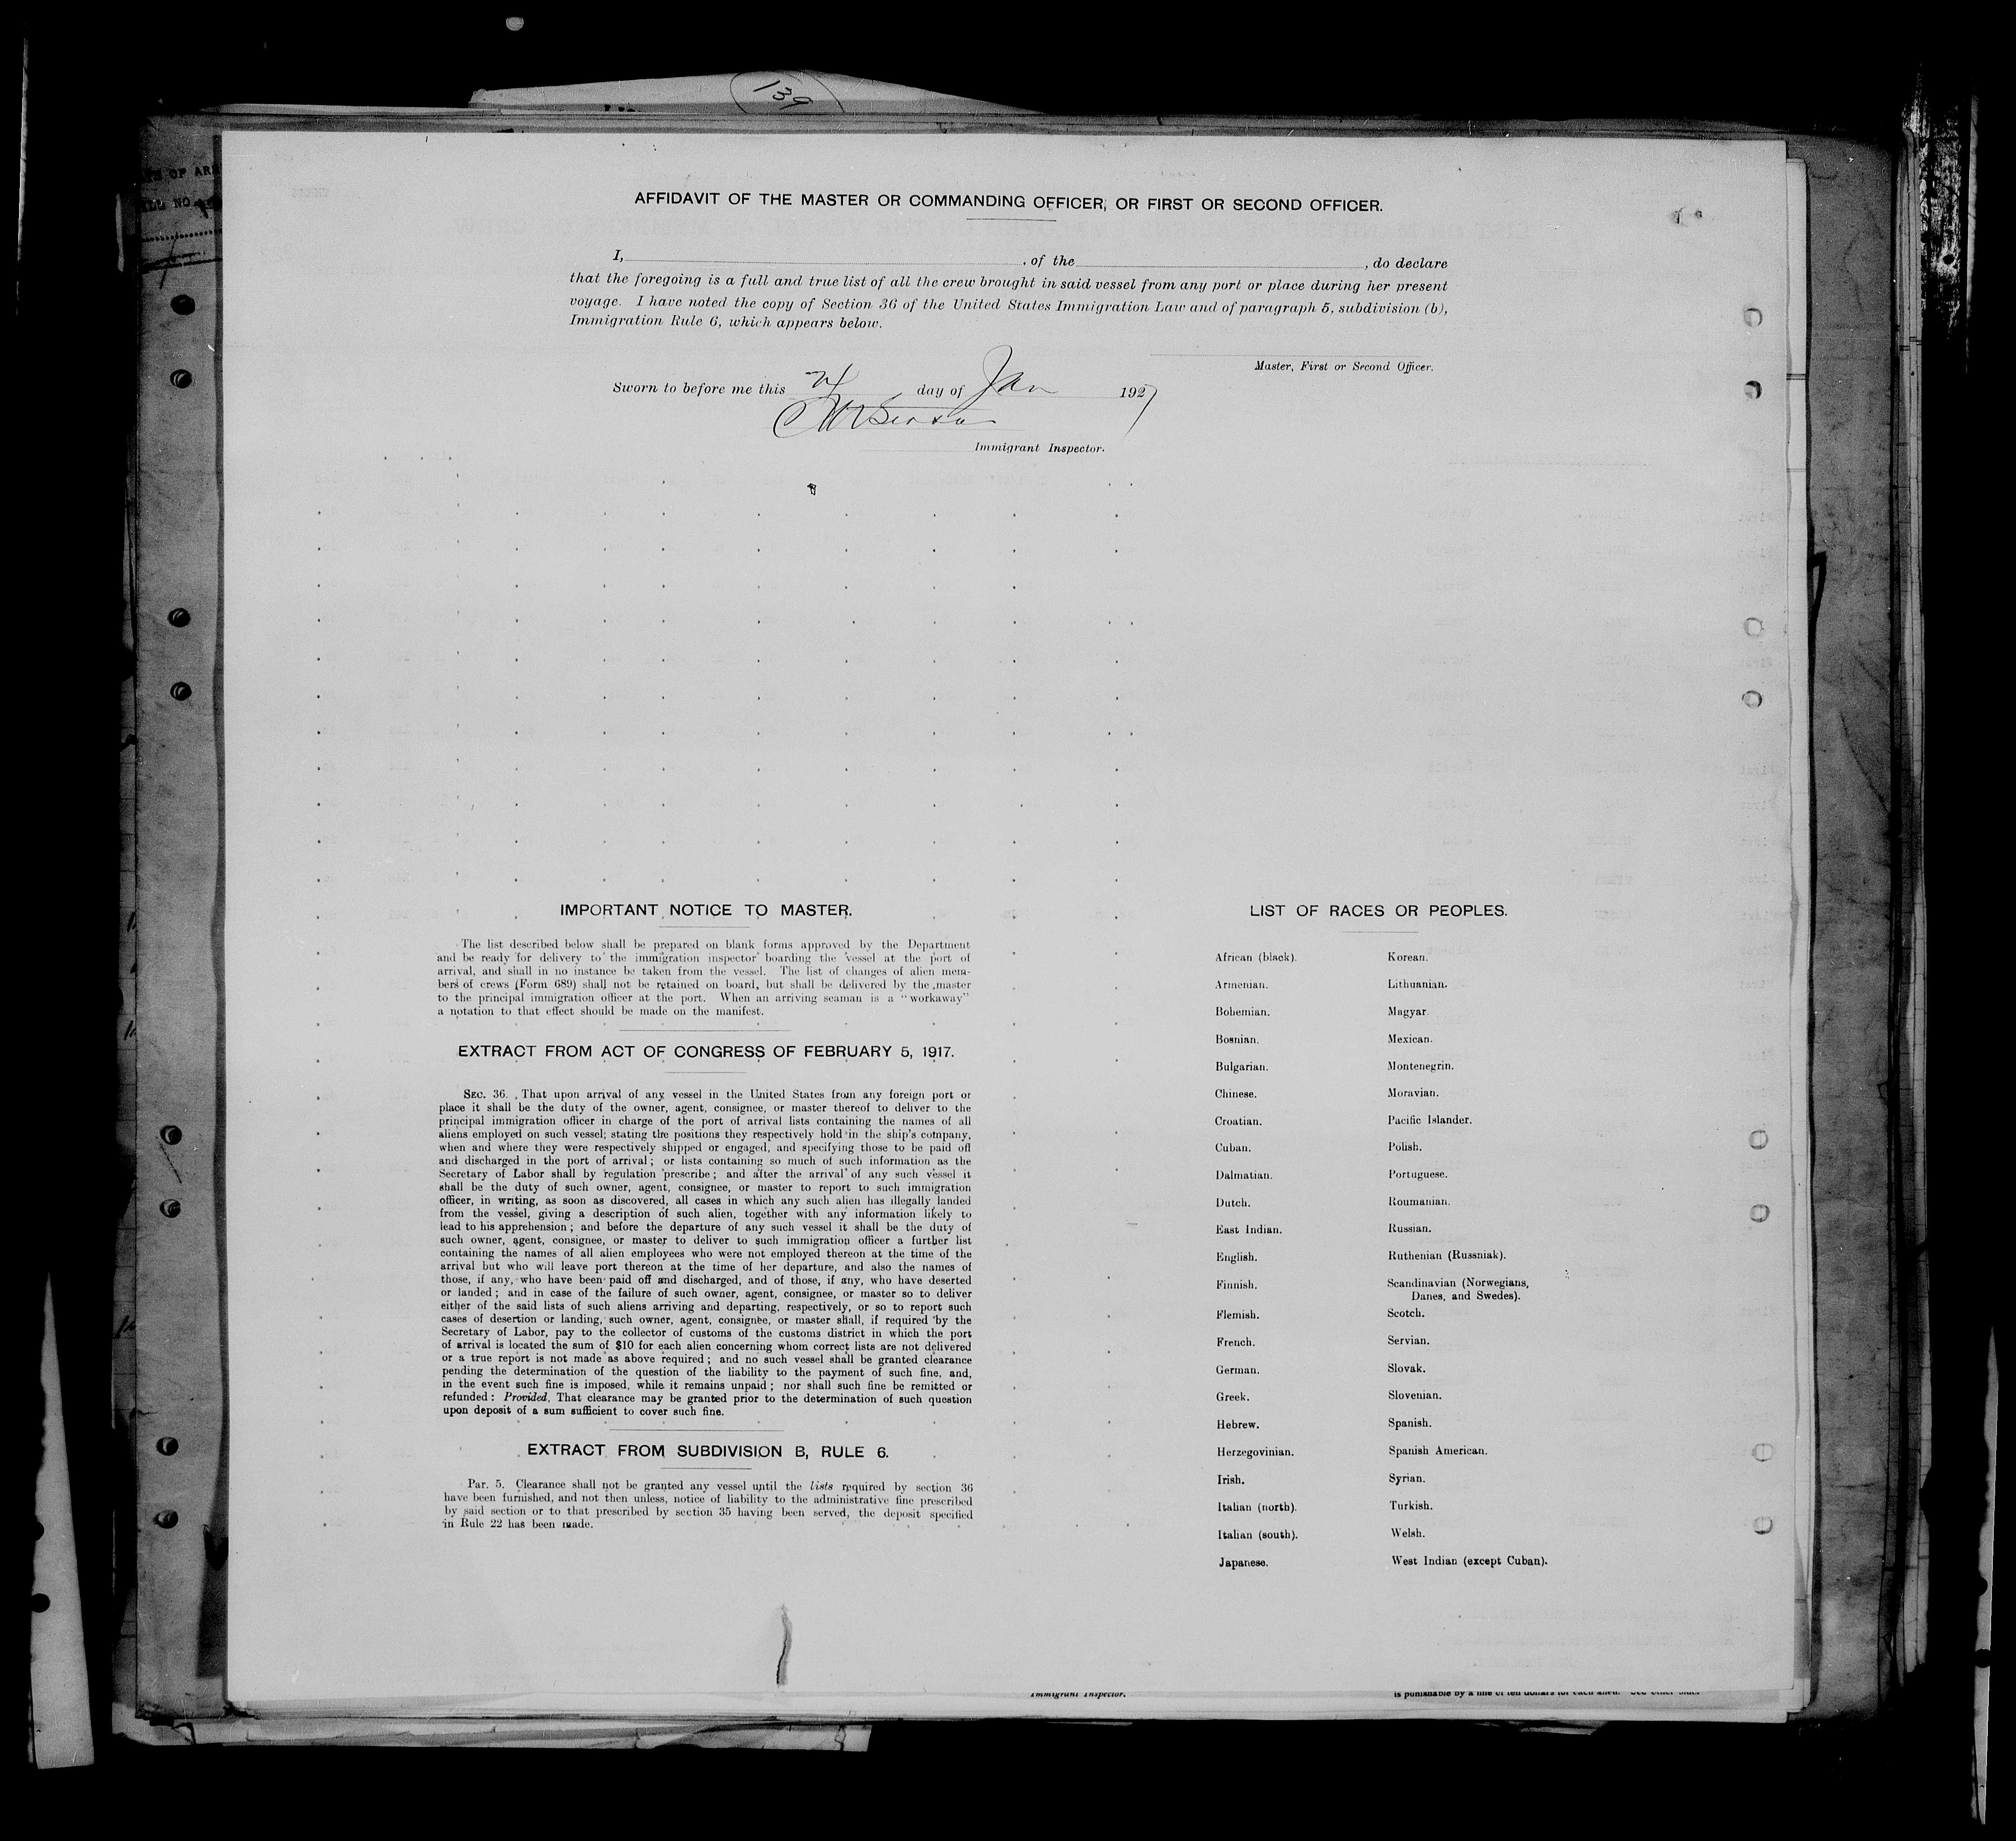 139
AFFIDAVIT OF THE MASTER OR COMMANDING OFFICER, OR FIRST OR SECOND OFFICER.
I, , of the , do declare
that the foregoing is a full and true list of all the crew brought in said vessel from any port or place during her present
voyage. I have noted the copy of Section 36 of the United States Immigration Law and of paragraph 5, subdivision (b),
Immigration Rule 6, which appears below.
Master, First or Second Officer.
Sworn to before me this day of Jan 1927
Immigrant Inspector.
IMPORTANT NOTICE TO MASTER.
The list described below shall be prepared on blank forms approved by the Department
and be ready for delivery to the immigration inspector boarding the vessel at the port of
arrival, and shall in no instance be taken from the vessel. The list of changes of alien mem-
bers of crews (Form 689) shall not be retained on board, but shall be delivered by the master
to the principal immigration officer at the port. When an arriving seaman is a "workaway"
a notation to that effect should be made on the manifest.
EXTRACT FROM ACT OF CONGRESS OF FEBRUARY 5, 1917.
SEC. 36. That upon arrival of any vessel in the United States from any foreign port or
place it shall be the duty of the owner, agent, consignee, or master thereof to deliver to the
principal immigration officer in charge of the port of arrival lists containing the names of all
aliens employed on such vessel, stating the positions they respectively hold in the ship's company,
when and where they were respectively shipped or engaged, and specifying those to be paid off
and discharged in the port of arrival; or lists containing so much of such information as the
Secretary of Labor shall by regulation prescribe; and after the arrival of any such vessel it
shall be the duty of such owner, agent, consignee, or master to report to such immigration
officer, in writing, as soon as discovered, all cases in which any such alien has illegally landed
from the vessel, giving a description of such alien, together with any information likely to
lead to his apprehension; and before the departure of any such vessel it shall be the duty of
such owner, agent, consignee, or master to deliver to such immigration officer a further list
containing the names of all alien employees who were not employed thereon at the time of the
arrival but who will leave port thereon at the time of her departure, and also the names of
those, if any, who have been paid off and discharged, and of those, if any, who have deserted
or landed; and in case of the failure of such owner, agent, consignee, or master so to deliver
either of the said lists of such aliens arriving and departing, respectively, or so to report such
cases of desertion or landing, such owner, agent, consignee, or master shall, if required by the
Secretary of Labor, pay to the collector of customs of the customs district in which the port
of arrival is located the sum of $10 for each alien concerning whom correct lists are not delivered
or a true report is not made as above required; and no such vessel shall be granted clearance
pending the determination of the question of the liability to the payment of such fine, and,
in the event such fine is imposed, while it remains unpaid; nor shall such fine be remitted or
refunded: Provided, That clearance may be granted prior to the determination of such question
upon deposit of a sum sufficient to cover such fine.
EXTRACT FROM SUBDIVISION B, RULE 6.
Par. 5. Clearance shall not be granted any vessel until the lists required by section 36
have been furnished, and not then unless, notice of liability to the administrative fine prescribed
by said section or to that prescribed by section 35 having been served, the deposit specified
in Rule 22 has been made.
LIST OF RACES OR PEOPLES.
African (black). Korean.
Armenian. Lithuanian.
Bohemian. Magyar.
Bosnian. Mexican.
Bulgarian. Montenegrin.
Chinese. Moravian.
Croatian. Pacific Islander.
Cuban. Polish.
Dalmatian. Portuguese.
Dutch. Roumanian.
East Indian. Russian.
English. Ruthenian (Russniak).
Finnish. Scandinavian (Norwegians,
Danes, and Swedes).
Flemish. Scotch.
French. Servian.
German. Slovak.
Greek. Slovenian.
Hebrew. Spanish.
Herzegovinian. Spanish American.
Irish. Syrian.
Italian (north). Turkish.
Italian (south). Welsh.
Japanese. West Indian (except Cuban).
Immigrant Inspector.
is punishable by a fine of ten dollars for each alien. See other side.